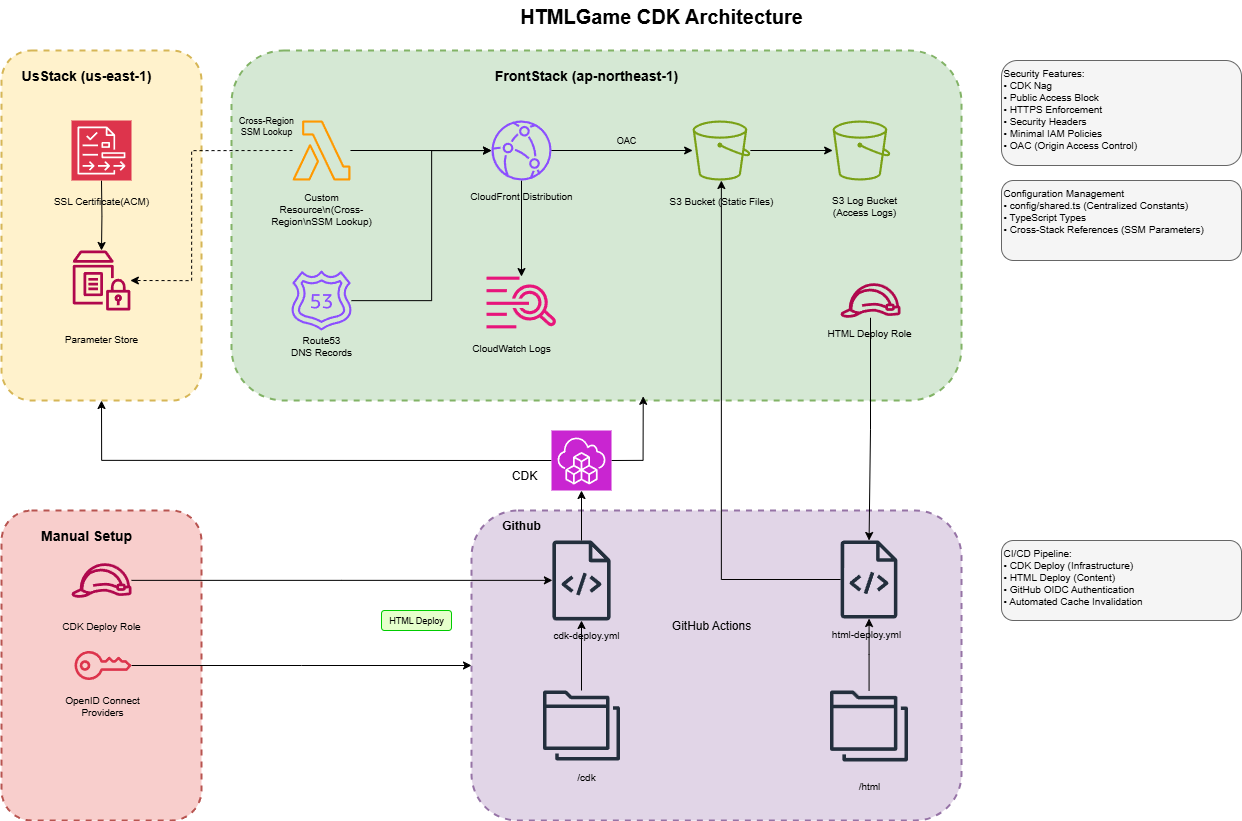 HTMLGame CDK Architecture
UsStack (us-east-1)
SSL Certificate(ACM)
Parameter Store
FrontStack (ap-northeast-1)
Cross-Region
SSM Lookup
Custom
Resource\n(Cross-
Region\nSSM Lookup)
CloudFront Distribution
OAC
S3 Bucket (Static Files)
S3 Log Bucket
(Access Logs)
53
Route53
DNS Records
CloudWatch Logs
HTML Deploy Role
Security Features:
• CDK Nag
• Public Access Block
• HTTPS Enforcement
• Security Headers
• Minimal IAM Policies
• OAC (Origin Access Control)
Configuration Management
• config/shared.ts (Centralized Constants)
• TypeScript Types
• Cross-Stack References (SSM Parameters)
CDK
Manual Setup
CDK Deploy Role
OpenID Connect
Providers
HTML Deploy
Github
cdk-deploy.yml
GitHub Actions
html-deploy.yml
/cdk
/html
CI/CD Pipeline:
• CDK Deploy (Infrastructure)
• HTML Deploy (Content)
• GitHub OIDC Authentication
• Automated Cache Invalidation